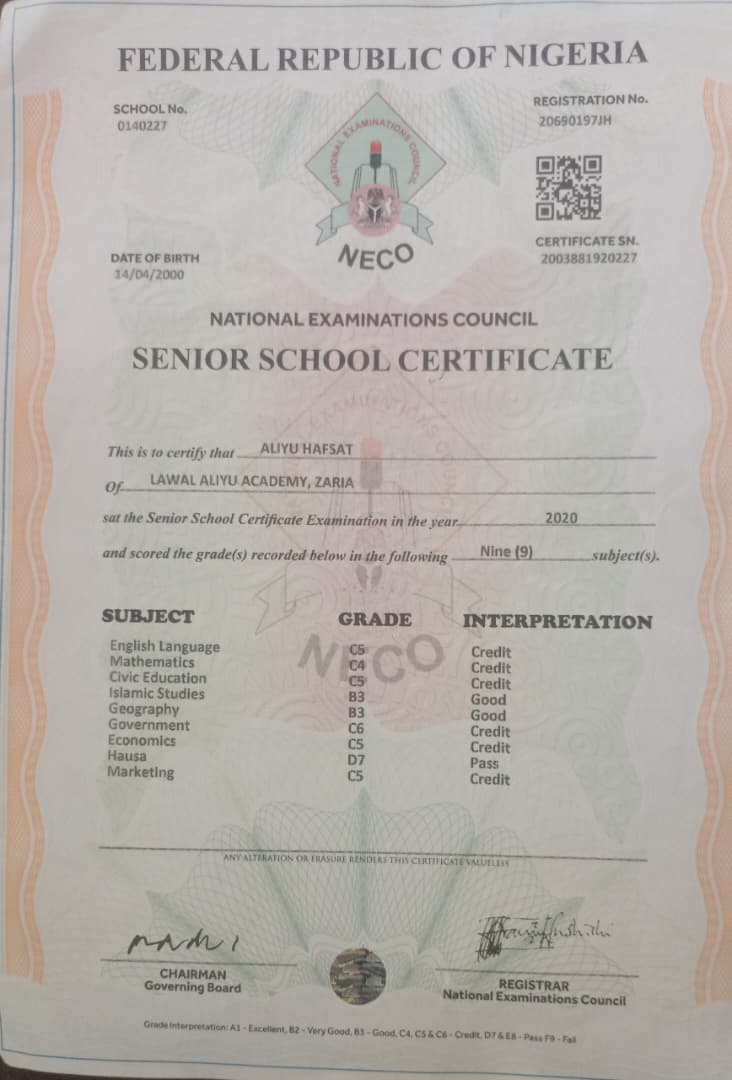 FEDERAL REPUBLIC OF NIGERIA
SCHOOL No.
0140227
REGISTRATION No.
20690197JH
NATIONAL EXAMINATIONS COUNCIL
NECO
DATE OF BIRTH
14/04/2000
CERTIFICATE SN.
2003881920227
NATIONAL EXAMINATIONS COUNCIL
SENIOR SCHOOL CERTIFICATE
This is to certify that ALIYU HAFSAT
Of LAWAL ALIYU ACADEMY, ZARIA
sat the Senior School Certificate Examination in the year 2020
and scored the grade(s) recorded below in the following Nine (9) subject(s).
SUBJECT GRADE INTERPRETATION
English Language C5 Credit
Mathematics C4 Credit
Civic Education C5 Credit
Islamic Studies B3 Good
Geography B3 Good
Government C6 Credit
Economics C5 Credit
Hausa D7 Pass
Marketing C5 Credit
NECO
ANY ALTERATION OR ERASURE RENDERS THIS CERTIFICATE VALUELESS
CHAIRMAN
Governing Board
REGISTRAR
National Examinations Council
Grade Interpretation: A1 - Excellent, B2 - Very Good, B3 - Good, C4, C5 & C6 - Credit, D7 & E8 - Pass F9 - Fail